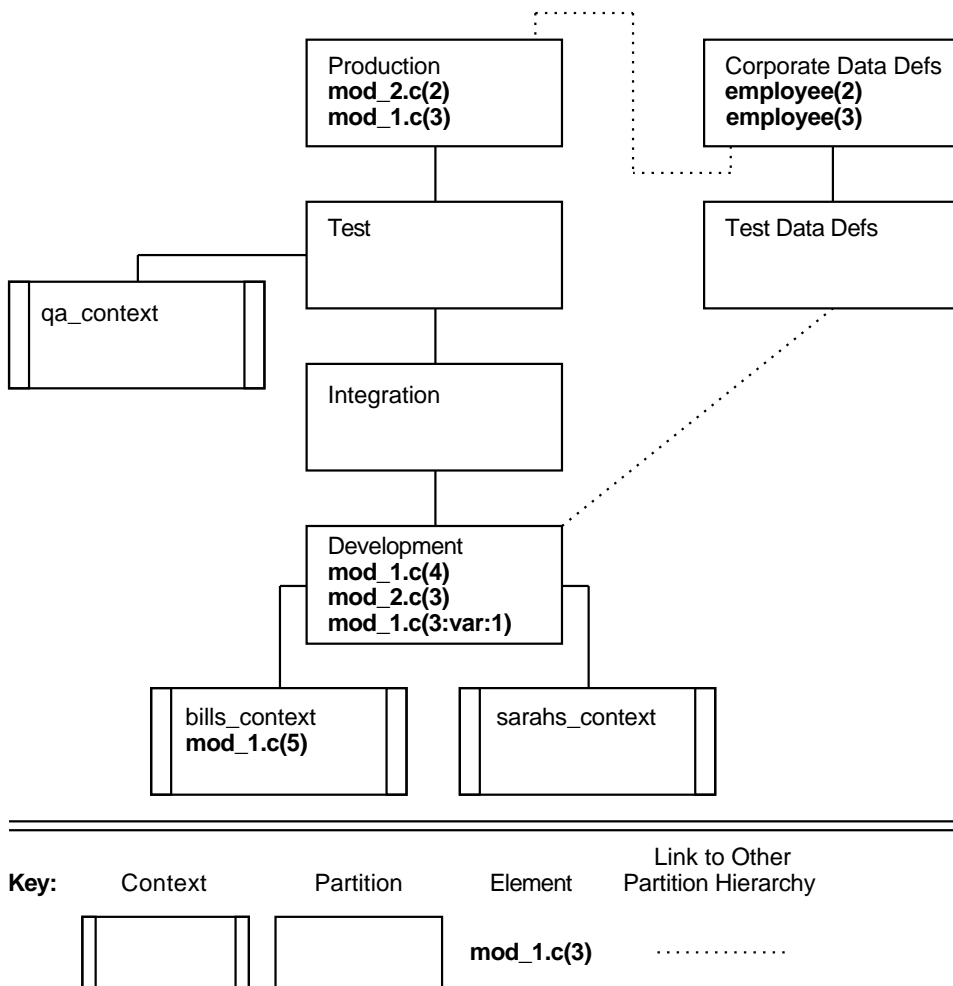 Production
mod_2.c(2)
mod_1.c(3)
Corporate Data Defs
employee(2)
employee(3)
Test
Test Data Defs
qa_context
Integration
Development
mod_1.c(4)
mod_2.c(3)
mod_1.c(3:var:1)
bills_context
mod_1.c(5)
sarahs_context
Key:
Context
Partition
Element
Link to Other
Partition Hierarchy
mod_1.c(3)